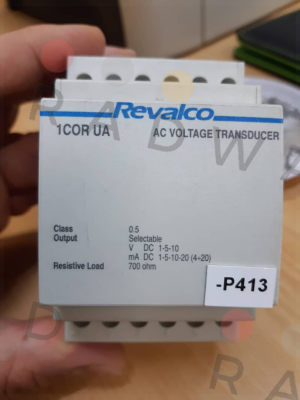 Revalco
1COR UA AC VOLTAGE TRANSDUCER
Class 0.5
Output Selectable
V DC 1-5-10
mA DC 1-5-10-20 (4÷20)
Resistive Load 700 ohm
-P413